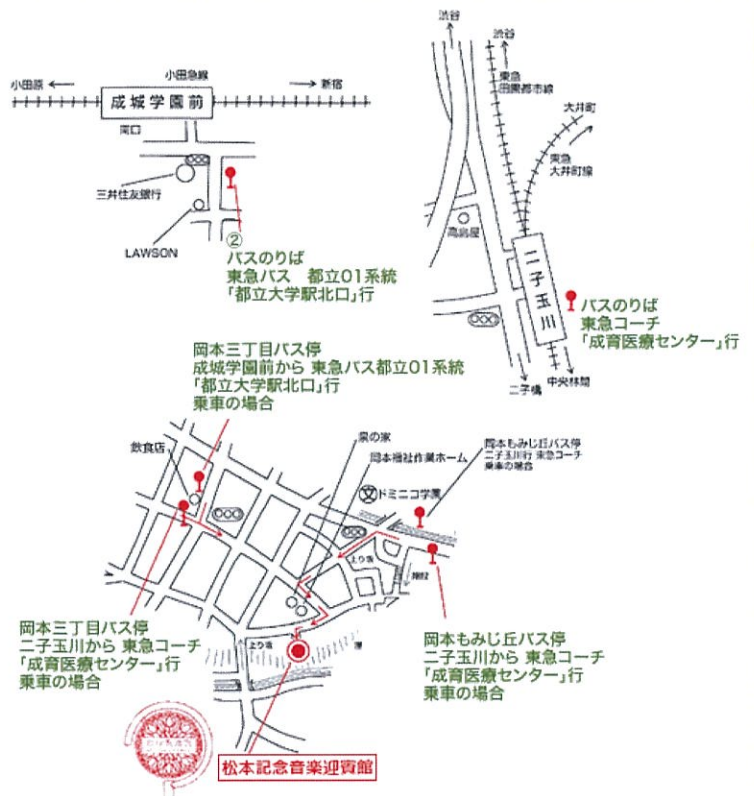 小田急線
小田原
新宿
成城学園前
南口
三井住友銀行
LAWSON
②
バスのりば
東急バス 都立01系統
「都立大学駅北口」行
渋谷
渋谷
東急
田園都市線
大井町
東急
大井町線
高島屋
二子玉川
バスのりば
東急コーチ
「成育医療センター」行
二子橋
中央林間
岡本三丁目バス停
成城学園前から 東急バス都立01系統
「都立大学駅北口」行
乗車の場合
飲食店
泉の家
岡本福祉作業ホーム
文
ドミニコ学園
岡本もみじ丘バス停
二子玉川行 東急コーチ
乗車の場合
上り坂
階段
上り坂
岡本三丁目バス停
二子玉川から 東急コーチ
「成育医療センター」行
乗車の場合
岡本もみじ丘バス停
二子玉川から 東急コーチ
「成育医療センター」行
乗車の場合
松本記念音楽迎賓館